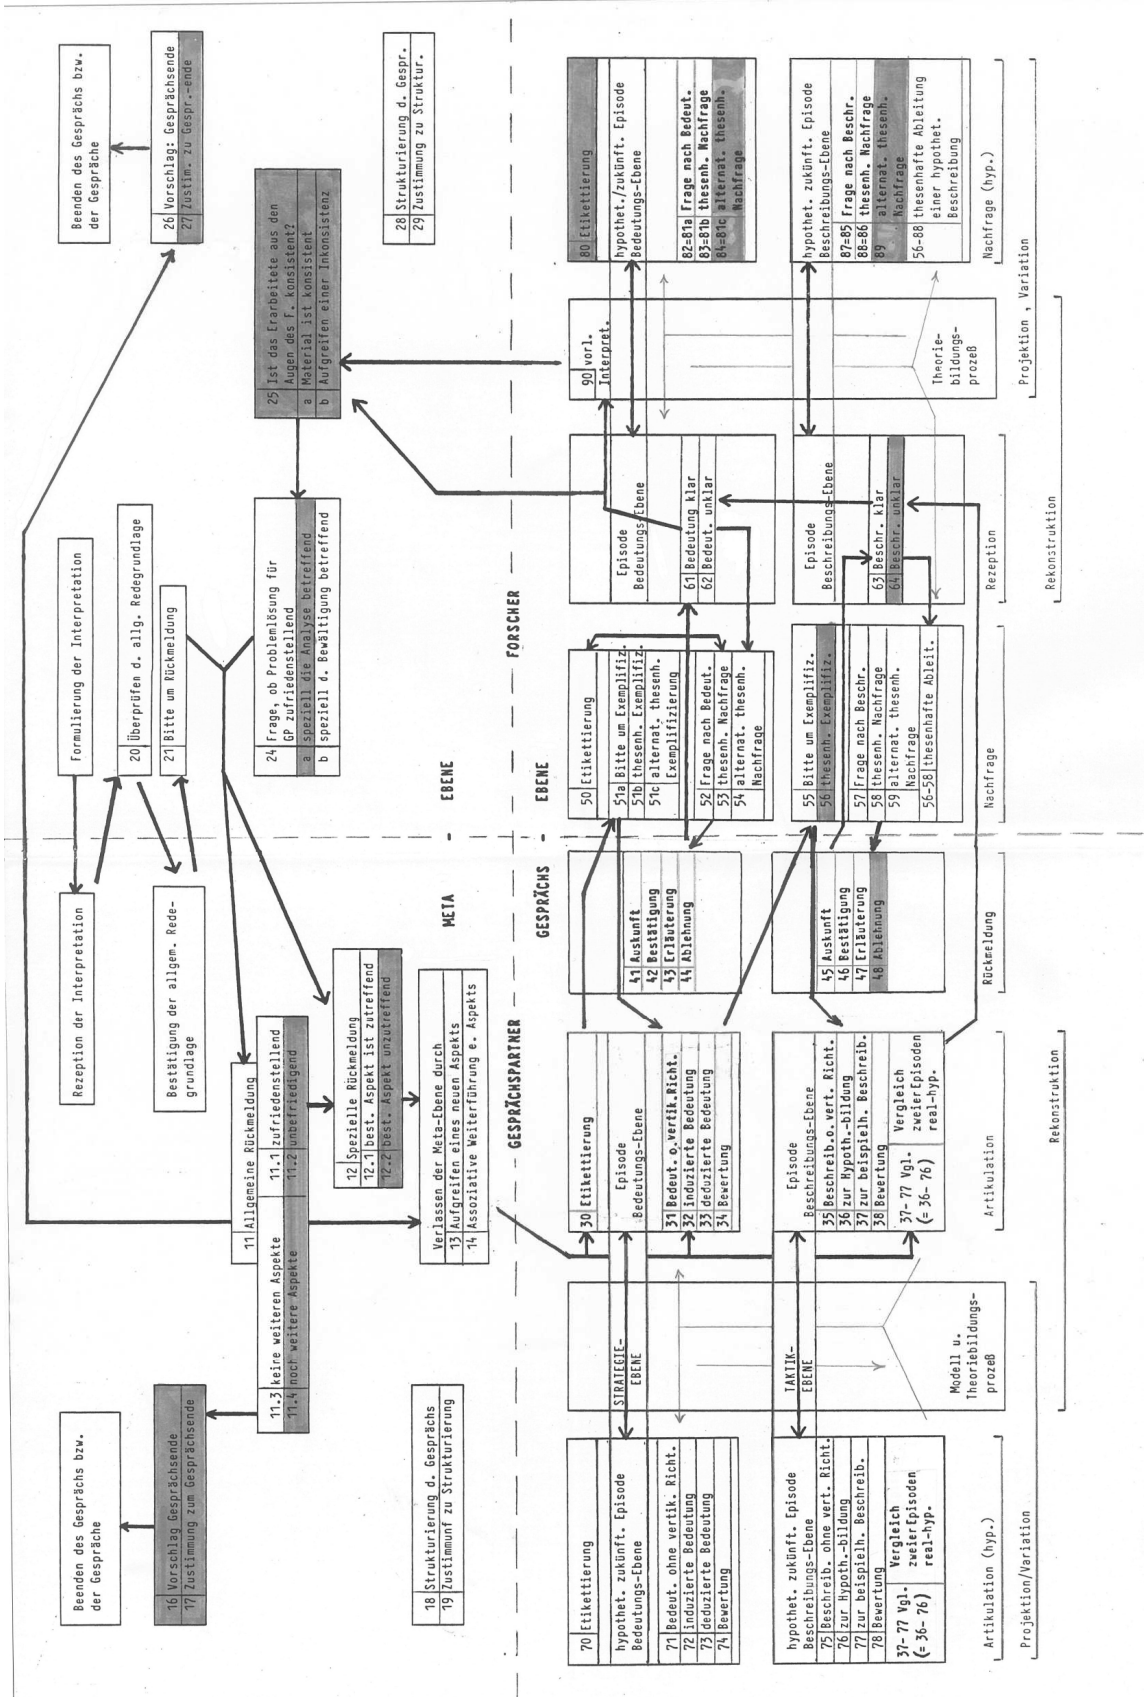 Beenden des Gesprächs bzw.
der Gespräche
16 Vorschlag Gesprächsende
17 Zustimmung zum Gesprächsende
11.3 keine weiteren Aspekte
11.4 noch weitere Aspekte
11 Allgemeine Rückmeldung
11.1 zufriedenstellend
11.2 unbefriedigend
Rezeption der Interpretation
Bestätigung der allgem. Rede-
grundlage
12 Spezielle Rückmeldung
12.1 best. Aspekt ist zutreffend
12.2 best. Aspekt unzutreffend
Verlassen der Meta-Ebene durch
13 Aufgreifen eines neuen Aspekts
14 Assoziative Weiterführung e. Aspekts
18 Strukturierung d. Gesprächs
19 Zustimmunf zu Strukturierung
Formulierung der Interpretation
20 Überprüfen d. allg. Redegrundlage
21 Bitte um Rückmeldung
24 Frage, ob Problemlösung für
GP zufriedenstellend
a speziell die Analyse betreffend
b speziell d. Bewältigung betreffend
Beenden des Gesprächs bzw.
der Gespräche
26 Vorschlag: Gesprächsende
27 Zustim. zu Gespr.-ende
25 Ist das Erarbeitete aus den
Augen des F. konsistent?
a Material ist konsistent
b Aufgreifen einer Inkonsistenz
28 Strukturierung d. Gespr.
29 Zustimmung zu Struktur.
META - EBENE
GESPRÄCHSPARTNER
FORSCHER
GESPRÄCHS - EBENE
70 Etikettierung
hypothet. zukünft. Episode
Bedeutungs-Ebene
71 Bedeut. ohne vertik. Richt.
72 induzierte Bedeutung
73 deduzierte Bedeutung
74 Bewertung
STRATEGIE-
EBENE
30 Etikettierung
Episode
Bedeutungs-Ebene
31 Bedeut. o.vertik.Richt.
32 induzierte Bedeutung
33 deduzierte Bedeutung
34 Bewertung
41 Auskunft
42 Bestätigung
43 Erläuterung
44 Ablehnung
50 Etikettierung
51a Bitte um Exemplifiz.
51b thesenh. Exemplifiz.
51c alternat. thesenh.
Exemplifizierung
52 Frage nach Bedeut.
53 thesenh. Nachfrage
54 alternat. thesenh.
Nachfrage
Episode
Bedeutungs-Ebene
61 Bedeutung klar
62 Bedeut. unklar
90 vorl.
Interpret.
80 Etikettierung
hypothet./zukünft. Episode
Bedeutungs-Ebene
82=81a Frage nach Bedeut.
83=81b thesenh. Nachfrage
84=81c alternat. thesenh.
Nachfrage
hypothet. zukünft. Episode
Beschreibungs-Ebene
75 Beschreib. ohne vert. Richt.
76 zur Hypoth.-bildung
77 zur beispielh. Beschreib.
78 Bewertung
37- 77 Vgl.
(= 36- 76)
Vergleich
zweier Episoden
real-hyp.
TAKTIK-
EBENE
Modell u.
Theoriebildungs-
prozeß
Episode
Beschreibungs-Ebene
35 Beschreib.o. vert. Richt.
36 zur Hypoth.-bildung
37 zur beispielh. Beschreib.
38 Bewertung
37- 77 Vgl.
(= 36- 76)
Vergleich
zweier Episoden
real-hyp.
45 Auskunft
46 Bestätigung
47 Erläuterung
48 Ablehnung
55 Bitte um Exemplifiz.
56 thesenh. Exemplifiz.
57 Frage nach Beschr.
58 thesenh. Nachfrage
59 alternat. thesenh.
Nachfrage
56-58 thesenhafte Ableit.
Episode
Beschreibungs-Ebene
63 Beschr. klar
64 Beschr. unklar
Theorie-
bildungs-
prozeß
hypothet. zukünft. Episode
Beschreibungs-Ebene
87=85 Frage nach Beschr.
88=86 thesenh. Nachfrage
89 alternat. thesenh.
Nachfrage
56-88 thesenhafte Ableitung
einer hypothet.
Beschreibung
Artikulation (hyp.)
Artikulation
Rückmeldung
Nachfrage
Rezeption
Nachfrage (hyp.)
Projektion/Variation
Rekonstruktion
Rekonstruktion
Projektion , Variation